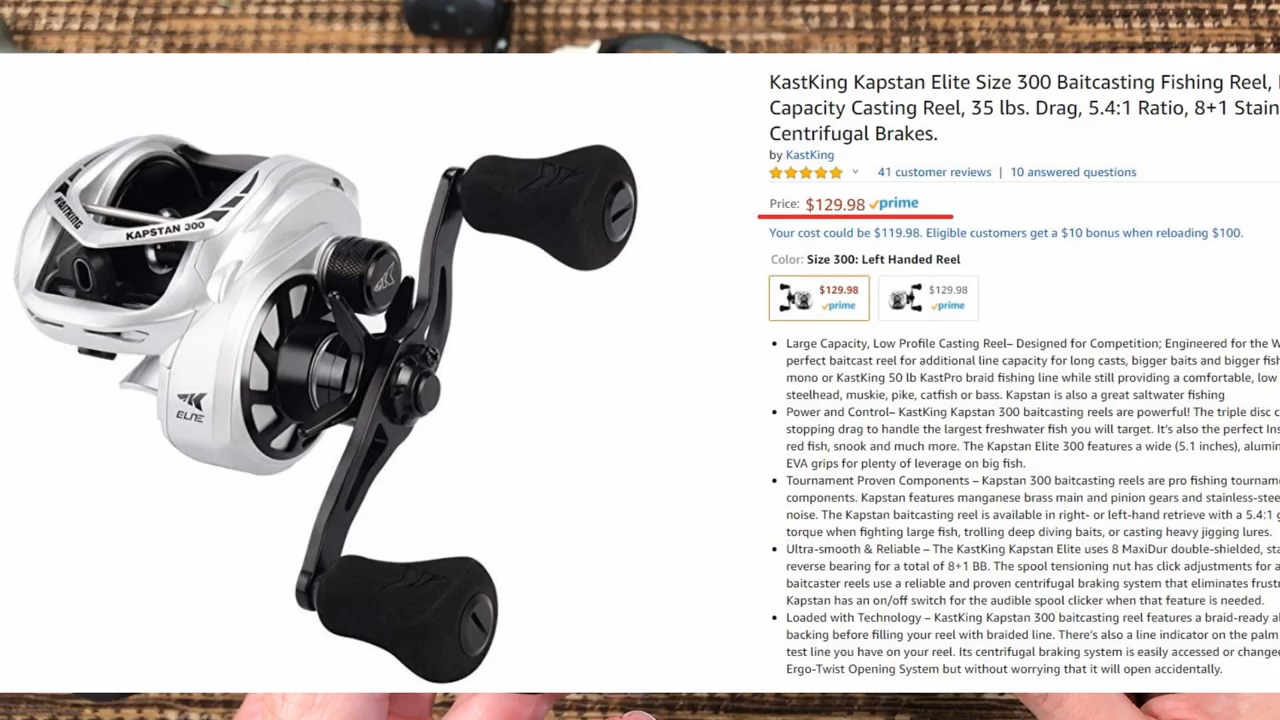 KastKing Kapstan Elite Size 300 Baitcasting Fishing Reel,
Capacity Casting Reel, 35 lbs. Drag, 5.4:1 Ratio, 8+1 Stain
Centrifugal Brakes.
by KastKing
41 customer reviews | 10 answered questions
Price: $129.98 prime
Your cost could be $119.98. Eligible customers get a $10 bonus when reloading $100.
Color: Size 300: Left Handed Reel
$129.98 $129.98
prime prime
• Large Capacity, Low Profile Casting Reel– Designed for Competition; Engineered for the W
perfect baitcast reel for additional line capacity for long casts, bigger baits and bigger fish
mono or KastKing 50 lb KastPro braid fishing line while still providing a comfortable, low
steelhead, muskie, pike, catfish or bass. Kapstan is also a great saltwater fishing
• Power and Control– KastKing Kapstan 300 baitcasting reels are powerful! The triple disc c
stopping drag to handle the largest freshwater fish you will target. It's also the perfect Ins
red fish, snook and much more. The Kapstan Elite 300 features a wide (5.1 inches), alumin
EVA grips for plenty of leverage on big fish.
• Tournament Proven Components – Kapstan 300 baitcasting reels are pro fishing tourname
components. Kapstan features manganese brass main and pinion gears and stainless-stee
noise. The Kapstan baitcasting reel is available in right- or left-hand retrieve with a 5.4:1 g
torque when fighting large fish, trolling deep diving baits, or casting heavy jigging lures.
• Ultra-smooth & Reliable – The KastKing Kapstan Elite uses 8 MaxiDur double-shielded, sta
reverse bearing for a total of 8+1 BB. The spool tensioning nut has click adjustments for a
baitcaster reels use a reliable and proven centrifugal braking system that eliminates frustr
Kapstan has an on/off switch for the audible spool clicker when that feature is needed.
• Loaded with Technology – KastKing Kapstan 300 baitcasting reel features a braid-ready al
backing before filling your reel with braided line. There's also a line indicator on the palm
test line you have on your reel. Its centrifugal braking system is easily accessed or change
Ergo-Twist Opening System but without worrying that it will open accidentally.
KASTKING
KAPSTAN 300
ELITE